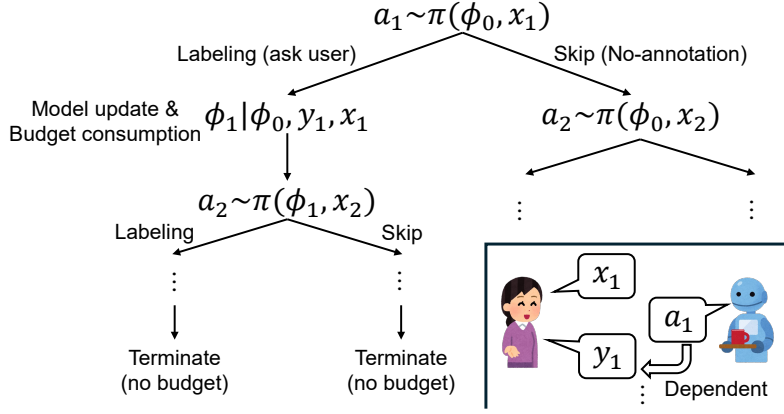 a₁~π(ϕ₀, x₁)
Labeling (ask user)
Skip (No-annotation)
Model update &
Budget consumption
ϕ₁|ϕ₀, y₁, x₁
a₂~π(ϕ₀, x₂)
a₂~π(ϕ₁, x₂)
⋮
⋮
Labeling
Skip
⋮
⋮
Terminate
(no budget)
Terminate
(no budget)
x₁
a₁
y₁
Dependent
⋮